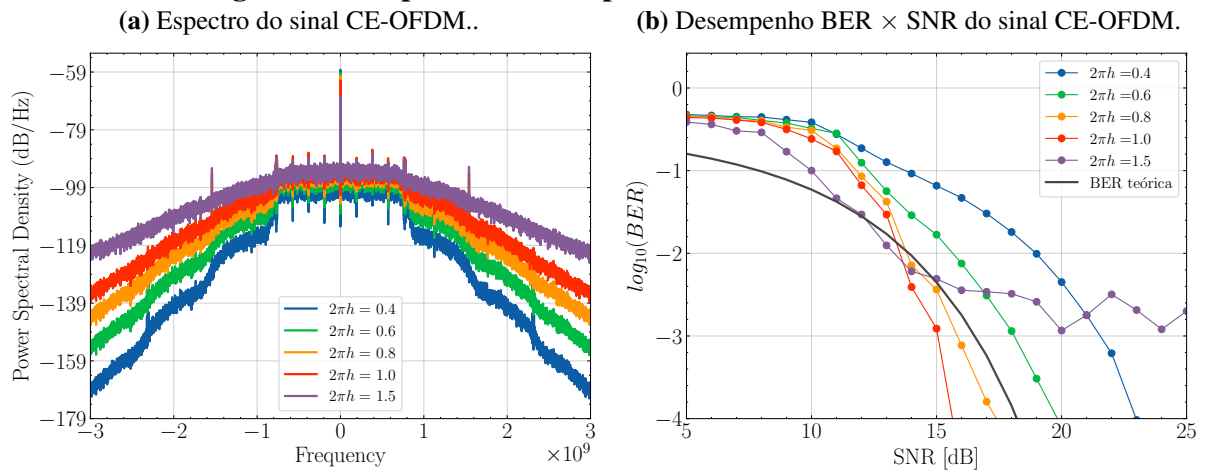 (a) Espectro do sinal CE-OFDM..
Power Spectral Density (dB/Hz)
−59
−79
−99
−119
−139
−159
−179
2πh = 0.4
2πh = 0.6
2πh = 0.8
2πh = 1.0
2πh = 1.5
−3 −2 −1 0 1 2 3
Frequency
×10⁹
(b) Desempenho BER × SNR do sinal CE-OFDM.
log₁₀(BER)
0
−1
−2
−3
−4
2πh =0.4
2πh =0.6
2πh =0.8
2πh =1.0
2πh =1.5
BER teórica
5 10 15 20 25
SNR [dB]